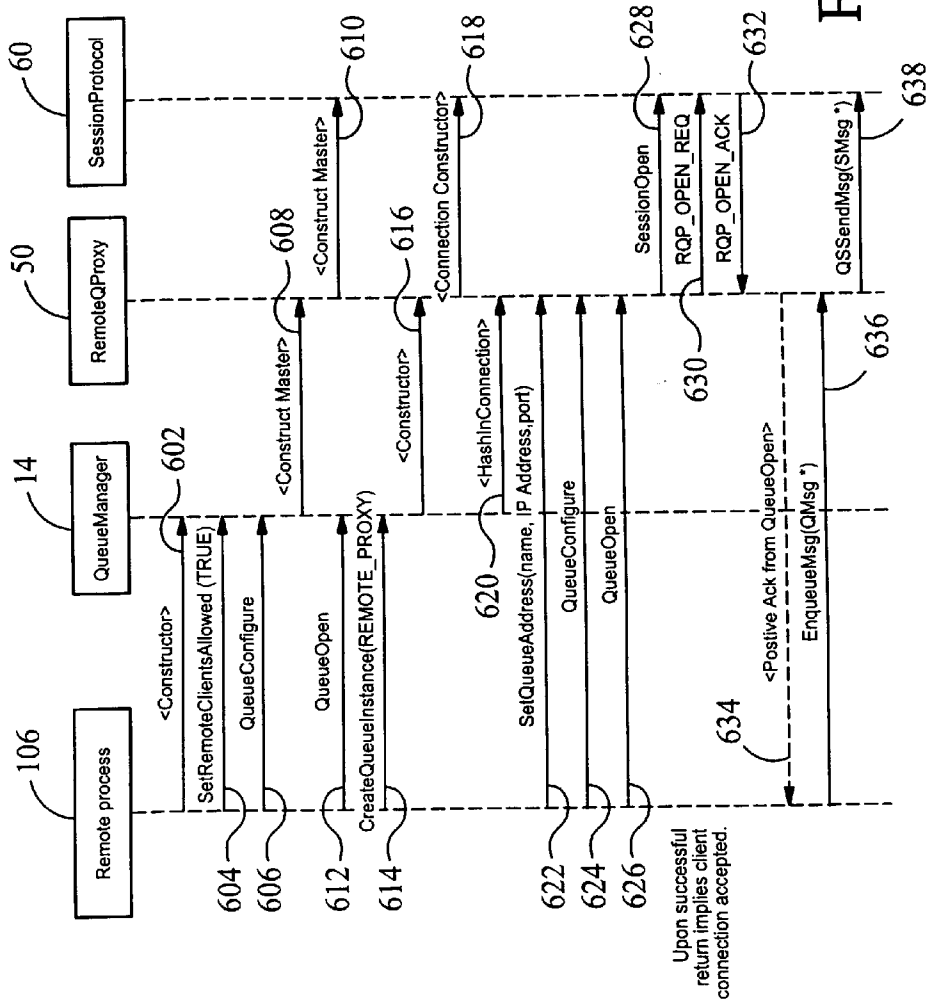 106
14
50
60
Remote process
QueueManager
RemoteQProxy
SessionProtocol
<Constructor>
602
SetRemoteClientsAllowed (TRUE)
604
QueueConfigure
606
<Construct Master>
608
<Construct Master>
610
QueueOpen
612
CreateQueueInstance(REMOTE_PROXY)
614
<Constructor>
616
<Connection Constructor>
618
<HashInConnection>
620
SetQueueAddress(name, IP Address,port)
622
QueueConfigure
624
QueueOpen
626
SessionOpen
628
RQP_OPEN_REQ
630
RQP_OPEN_ACK
632
Upon successful
return implies client
connection accepted.
<Postive Ack from QueueOpen>
634
EnqueueMsg(QMsg *)
636
QSSendMsg(SMsg *)
638
F